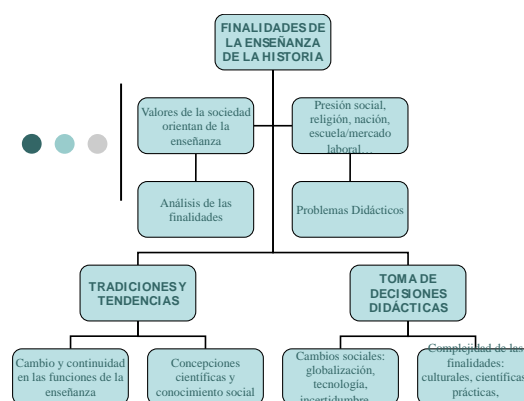 FINALIDADES DE
LA ENSEÑANZA
DE LA HISTORIA
Valores de la sociedad
orientan de la
enseñanza
Presión social,
religión, nación,
escuela/mercado
laboral…
Análisis de las
finalidades
Problemas Didácticos
TRADICIONES Y
TENDENCIAS
TOMA DE
DECISIONES
DIDÁCTICAS
Cambio y continuidad
en las funciones de la
enseñanza
Concepciones
científicas y
conocimiento social
Cambios sociales:
globalización,
tecnología,
incertidumbre
Complejidad de las
finalidades:
culturales, científicas
prácticas,